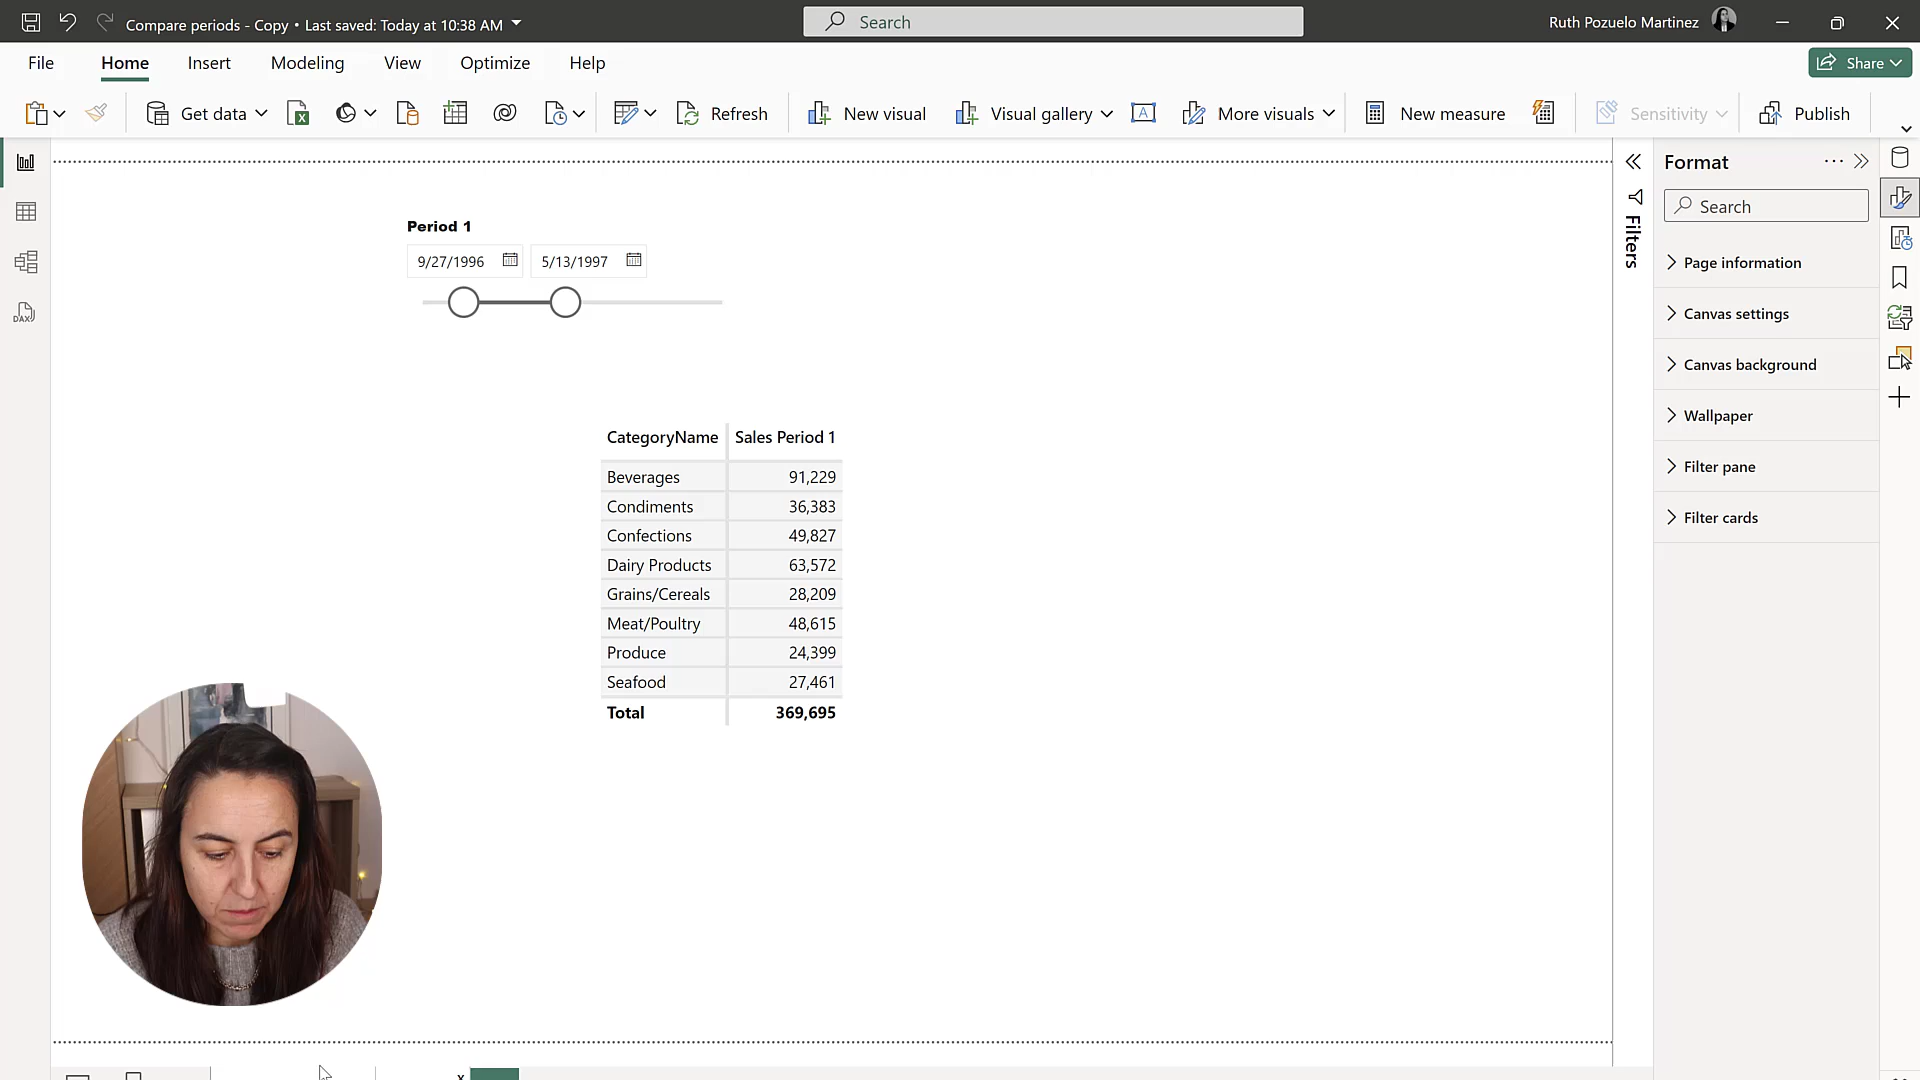 Compare periods - Copy • Last saved: Today at 10:38 AM
Search
Ruth Pozuelo Martinez
File
Home
Insert
Modeling
View
Optimize
Help
Share
Get data
Refresh
New visual
Visual gallery
More visuals
New measure
Sensitivity
Publish
Format
Search
Filters
Page information
Canvas settings
Canvas background
Wallpaper
Filter pane
Filter cards
DAX
Period 1
9/27/1996
5/13/1997
CategoryName Sales Period 1
Beverages 91,229
Condiments 36,383
Confections 49,827
Dairy Products 63,572
Grains/Cereals 28,209
Meat/Poultry 48,615
Produce 24,399
Seafood 27,461
Total 369,695